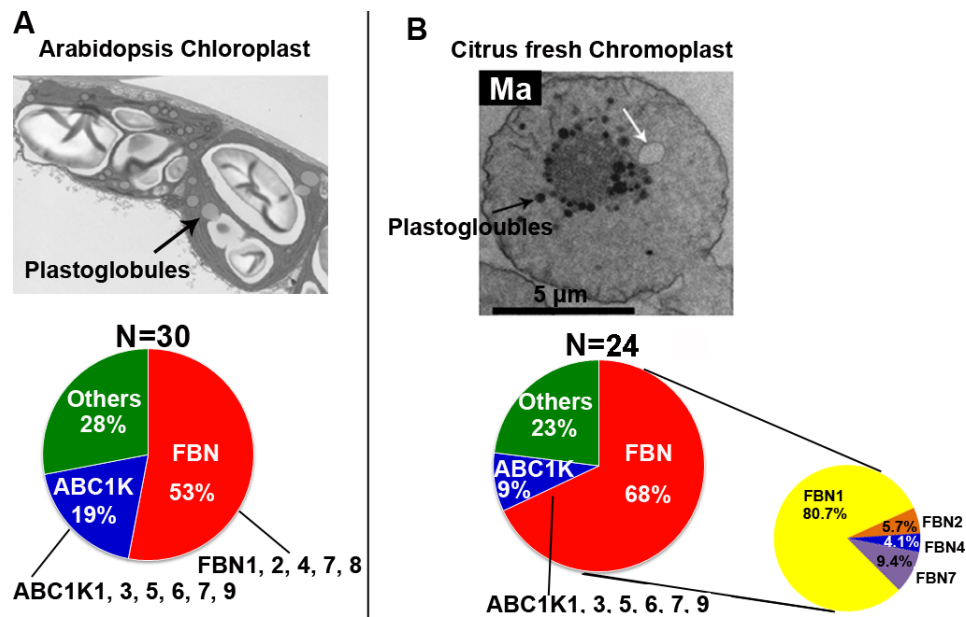 A
Arabidopsis Chloroplast
Plastoglobules
N=30
Others
28%
FBN
53%
ABC1K
19%
FBN1, 2, 4, 7, 8
ABC1K1, 3, 5, 6, 7, 9
B
Citrus fresh Chromoplast
Ma
Plastogloubles
5 µm
N=24
Others
23%
FBN
68%
ABC1K
9%
ABC1K1, 3, 5, 6, 7, 9
FBN1
80.7%
5.7%
FBN2
4.1%
FBN4
9.4%
FBN7